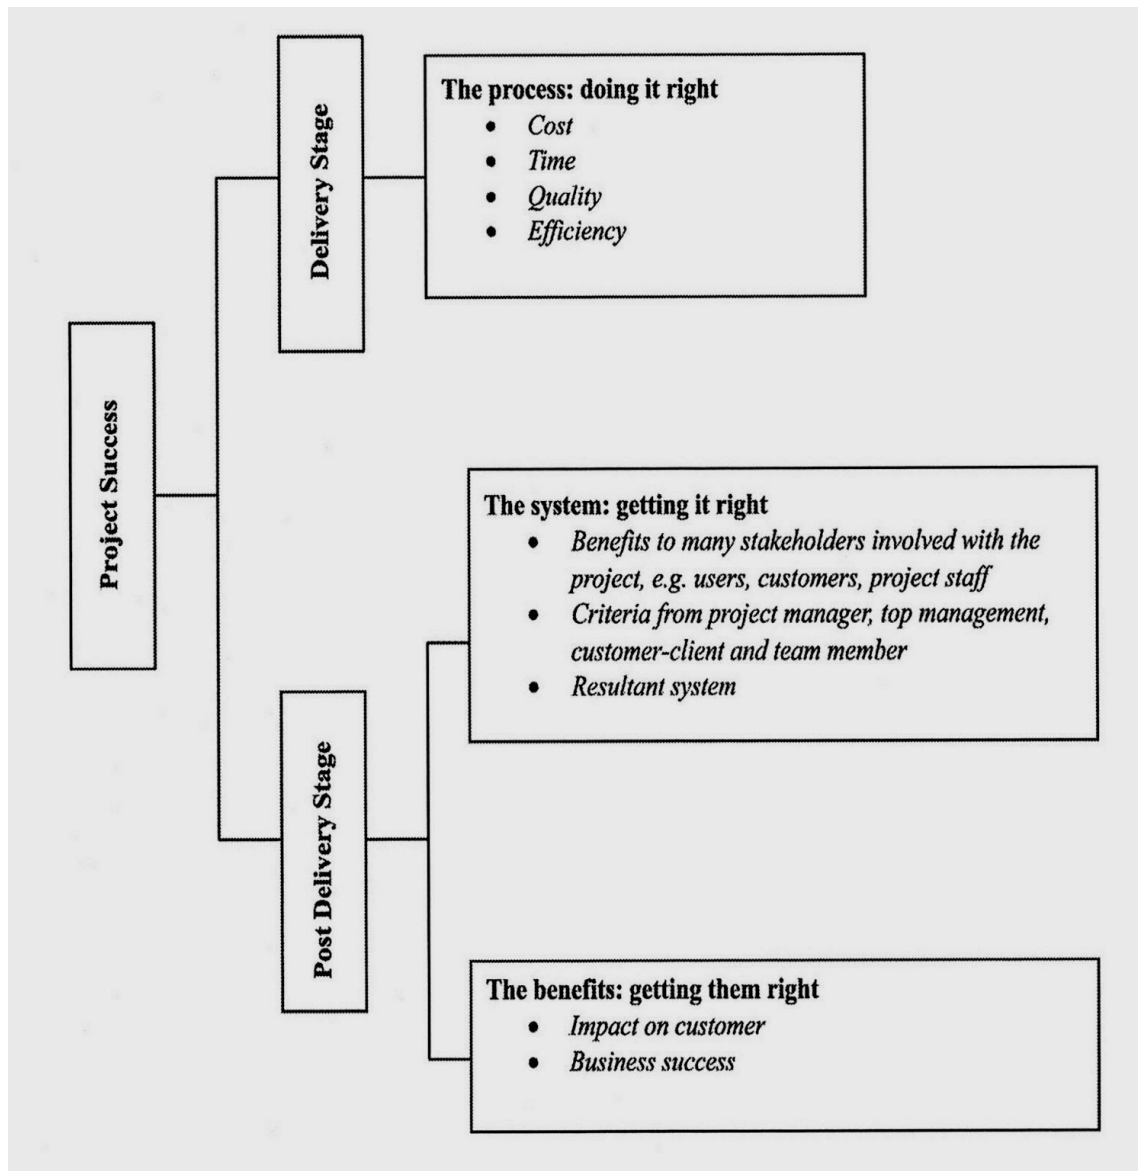 Project Success
Delivery Stage
The process: doing it right
• Cost
• Time
• Quality
• Efficiency
Post Delivery Stage
The system: getting it right
• Benefits to many stakeholders involved with the
project, e.g. users, customers, project staff
• Criteria from project manager, top management,
customer-client and team member
• Resultant system
The benefits: getting them right
• Impact on customer
• Business success